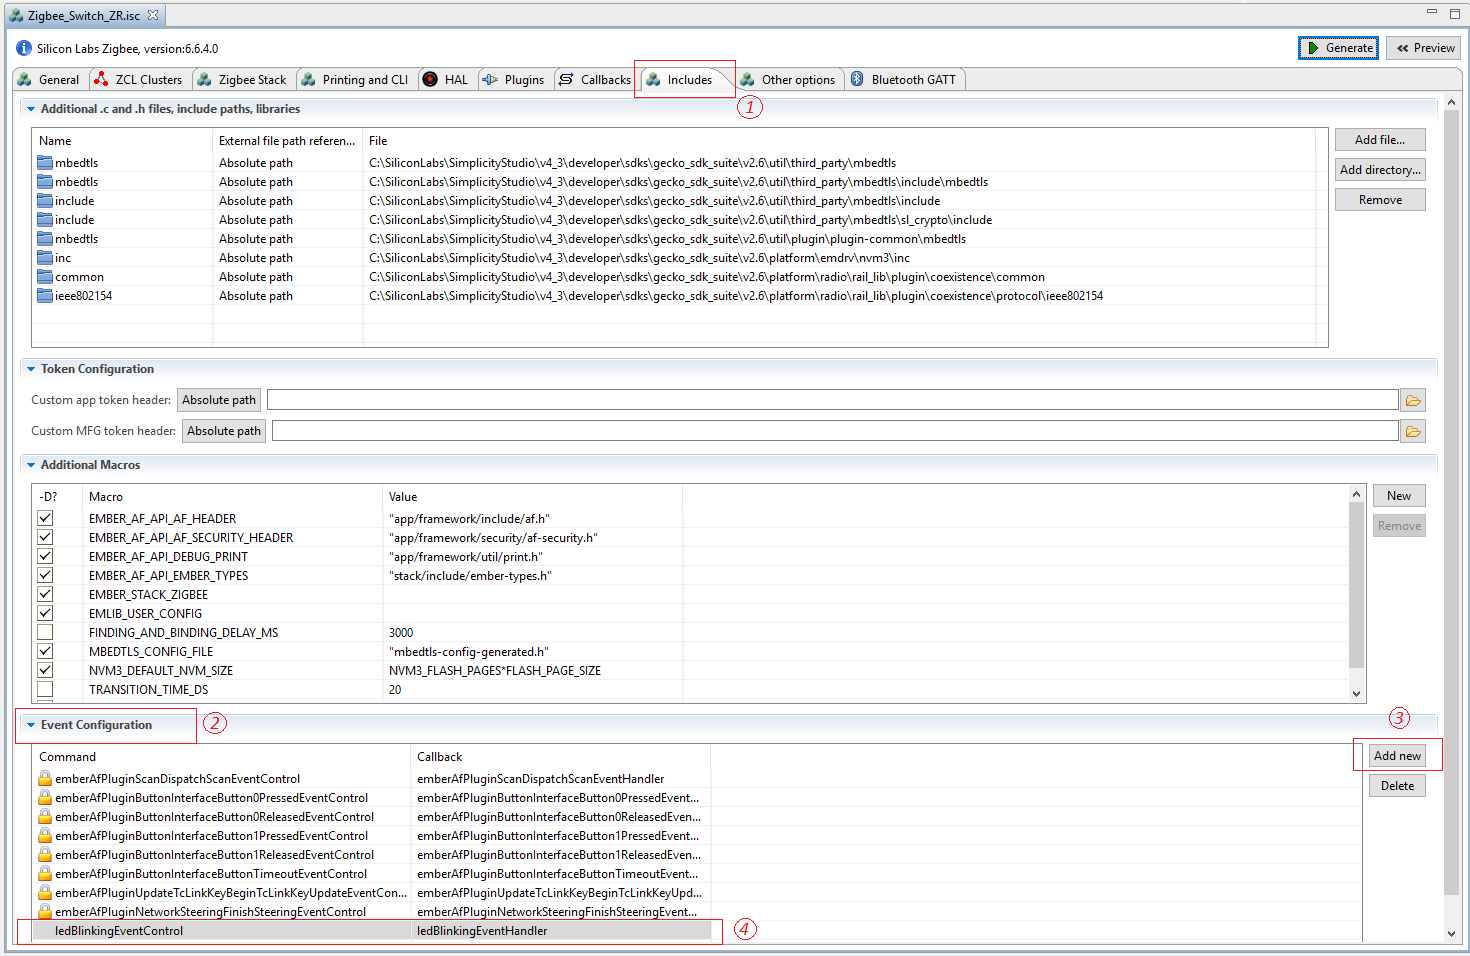 Zigbee_Switch_ZR.isc
Silicon Labs Zigbee, version:6.6.4.0
Generate
Preview
General ZCL Clusters Zigbee Stack Printing and CLI HAL Plugins Callbacks Includes Other options Bluetooth GATT
1
Additional .c and .h files, include paths, libraries
Name External file path referen... File
mbedtls Absolute path C:\SiliconLabs\SimplicityStudio\v4_3\developer\sdks\gecko_sdk_suite\v2.6\util\third_party\mbedtls
mbedtls Absolute path C:\SiliconLabs\SimplicityStudio\v4_3\developer\sdks\gecko_sdk_suite\v2.6\util\third_party\mbedtls\include\mbedtls
include Absolute path C:\SiliconLabs\SimplicityStudio\v4_3\developer\sdks\gecko_sdk_suite\v2.6\util\third_party\mbedtls\include
include Absolute path C:\SiliconLabs\SimplicityStudio\v4_3\developer\sdks\gecko_sdk_suite\v2.6\util\third_party\mbedtls\sl_crypto\include
mbedtls Absolute path C:\SiliconLabs\SimplicityStudio\v4_3\developer\sdks\gecko_sdk_suite\v2.6\util\plugin\plugin-common\mbedtls
inc Absolute path C:\SiliconLabs\SimplicityStudio\v4_3\developer\sdks\gecko_sdk_suite\v2.6\platform\emdrv\nvm3\inc
common Absolute path C:\SiliconLabs\SimplicityStudio\v4_3\developer\sdks\gecko_sdk_suite\v2.6\platform\radio\rail_lib\plugin\coexistence\common
ieee802154 Absolute path C:\SiliconLabs\SimplicityStudio\v4_3\developer\sdks\gecko_sdk_suite\v2.6\platform\radio\rail_lib\plugin\coexistence\protocol\ieee802154
Add file...
Add directory...
Remove
Token Configuration
Custom app token header: Absolute path
Custom MFG token header: Absolute path
Additional Macros
-D? Macro Value
EMBER_AF_API_AF_HEADER "app/framework/include/af.h"
EMBER_AF_API_AF_SECURITY_HEADER "app/framework/security/af-security.h"
EMBER_AF_API_DEBUG_PRINT "app/framework/util/print.h"
EMBER_AF_API_EMBER_TYPES "stack/include/ember-types.h"
EMBER_STACK_ZIGBEE
EMLIB_USER_CONFIG
FINDING_AND_BINDING_DELAY_MS 3000
MBEDTLS_CONFIG_FILE "mbedtls-config-generated.h"
NVM3_DEFAULT_NVM_SIZE NVM3_FLASH_PAGES*FLASH_PAGE_SIZE
TRANSITION_TIME_DS 20
New
Remove
Event Configuration
2
3
Command Callback
emberAfPluginScanDispatchScanEventControl emberAfPluginScanDispatchScanEventHandler
emberAfPluginButtonInterfaceButton0PressedEventControl emberAfPluginButtonInterfaceButton0PressedEvent...
emberAfPluginButtonInterfaceButton0ReleasedEventControl emberAfPluginButtonInterfaceButton0ReleasedEven...
emberAfPluginButtonInterfaceButton1PressedEventControl emberAfPluginButtonInterfaceButton1PressedEvent...
emberAfPluginButtonInterfaceButton1ReleasedEventControl emberAfPluginButtonInterfaceButton1ReleasedEven...
emberAfPluginButtonInterfaceButtonTimeoutEventControl emberAfPluginButtonInterfaceButtonTimeoutEvent...
emberAfPluginUpdateTcLinkKeyBeginTcLinkKeyUpdateEventCon... emberAfPluginUpdateTcLinkKeyBeginTcLinkKeyUpd...
emberAfPluginNetworkSteeringFinishSteeringEventControl emberAfPluginNetworkSteeringFinishSteeringEvent...
ledBlinkingEventControl ledBlinkingEventHandler
4
Add new
Delete